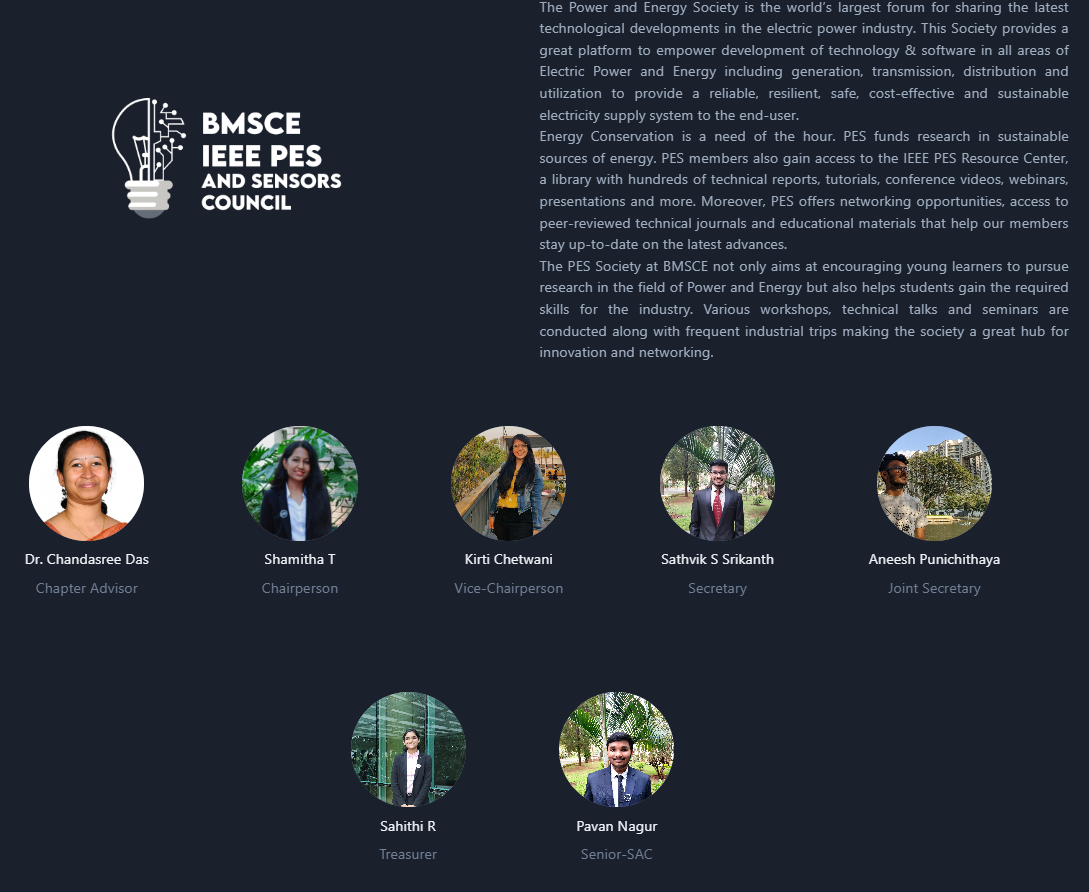 The Power and Energy Society is the world’s largest forum for sharing the latest
technological developments in the electric power industry. This Society provides a
great platform to empower development of technology & software in all areas of
Electric Power and Energy including generation, transmission, distribution and
utilization to provide a reliable, resilient, safe, cost-effective and sustainable
electricity supply system to the end-user.
Energy Conservation is a need of the hour. PES funds research in sustainable
sources of energy. PES members also gain access to the IEEE PES Resource Center,
a library with hundreds of technical reports, tutorials, conference videos, webinars,
presentations and more. Moreover, PES offers networking opportunities, access to
peer-reviewed technical journals and educational materials that help our members
stay up-to-date on the latest advances.
The PES Society at BMSCE not only aims at encouraging young learners to pursue
research in the field of Power and Energy but also helps students gain the required
skills for the industry. Various workshops, technical talks and seminars are
conducted along with frequent industrial trips making the society a great hub for
innovation and networking.
BMSCE
IEEE PES
AND SENSORS
COUNCIL
Dr. Chandasree Das
Chapter Advisor
Shamitha T
Chairperson
Kirti Chetwani
Vice-Chairperson
Sathvik S Srikanth
Secretary
Aneesh Punichithaya
Joint Secretary
Sahithi R
Treasurer
Pavan Nagur
Senior-SAC